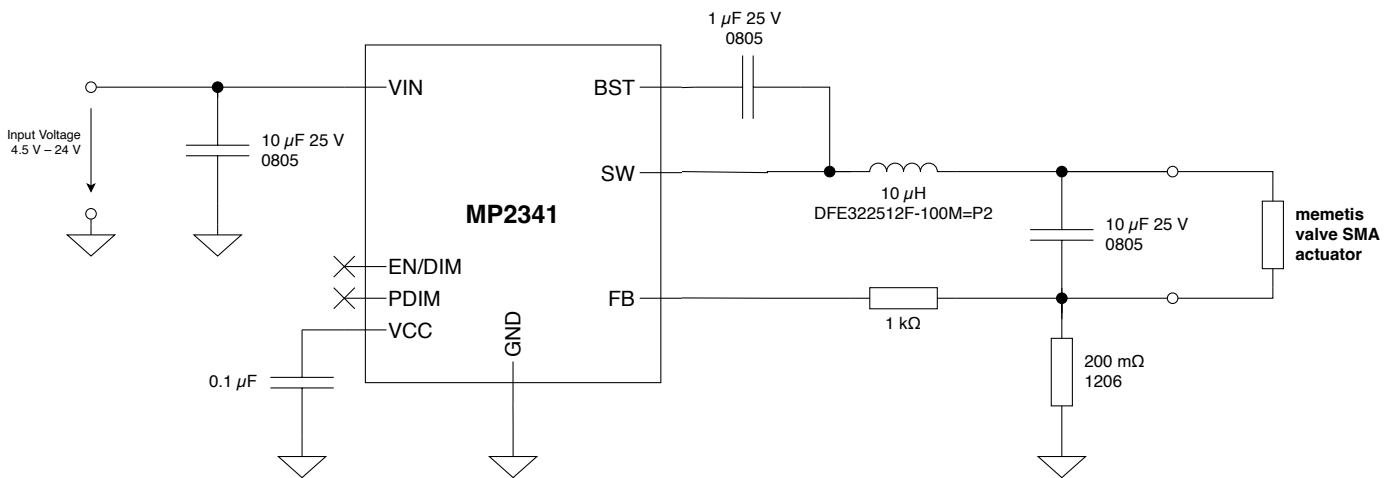 1 µF 25 V
0805
VIN
BST
Input Voltage
4.5 V – 24 V
10 µF 25 V
0805
SW
10 µH
DFE322512F-100M=P2
MP2341
10 µF 25 V
0805
memetis
valve SMA
actuator
EN/DIM
PDIM
FB
VCC
GND
1 kΩ
0.1 µF
200 mΩ
1206